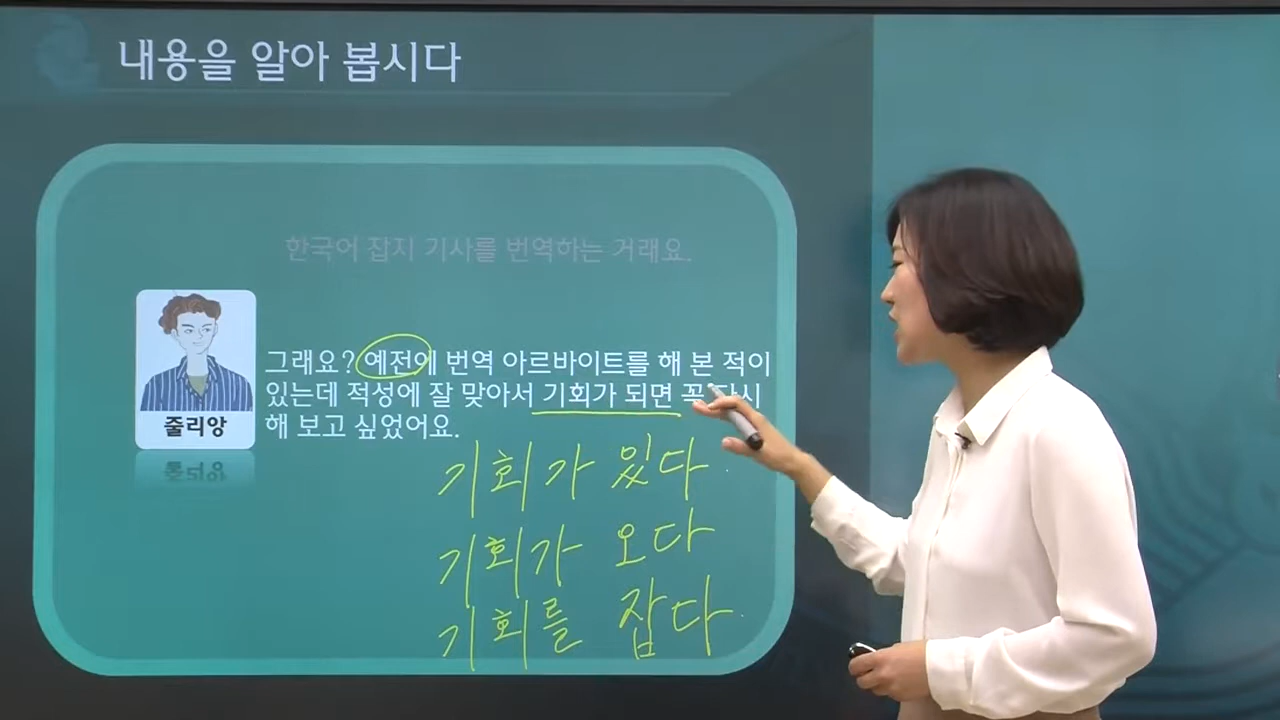 내용을 알아 봅시다
한국어 잡지 기사를 번역하는 거래요.
그래요? 예전에 번역 아르바이트를 해 본 적이
있는데 적성에 잘 맞아서 기회가 되면 꼭 다시
해 보고 싶었어요.
줄리앙
기회가 있다
기회가 오다
기회를 잡다